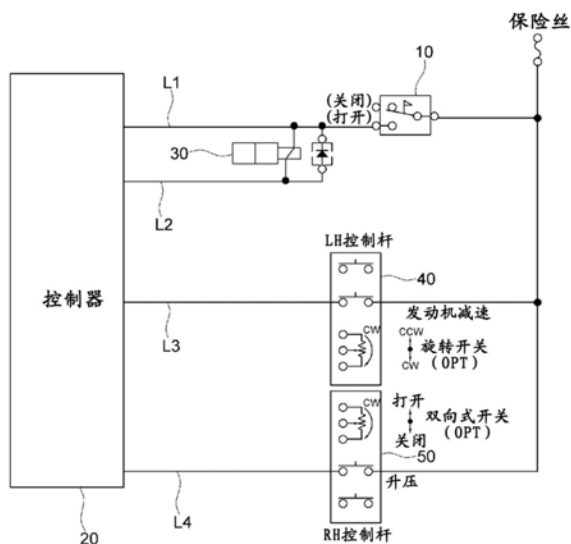 保险丝
10
L1
(关闭)
(打开)
30
L2
LH控制杆
40
控制器
发动机减速
L3
CW
CCW
旋转开关
CW
(OPT)
CW
打开
双向式开关
(OPT)
关闭
50
升压
L4
20
RH控制杆